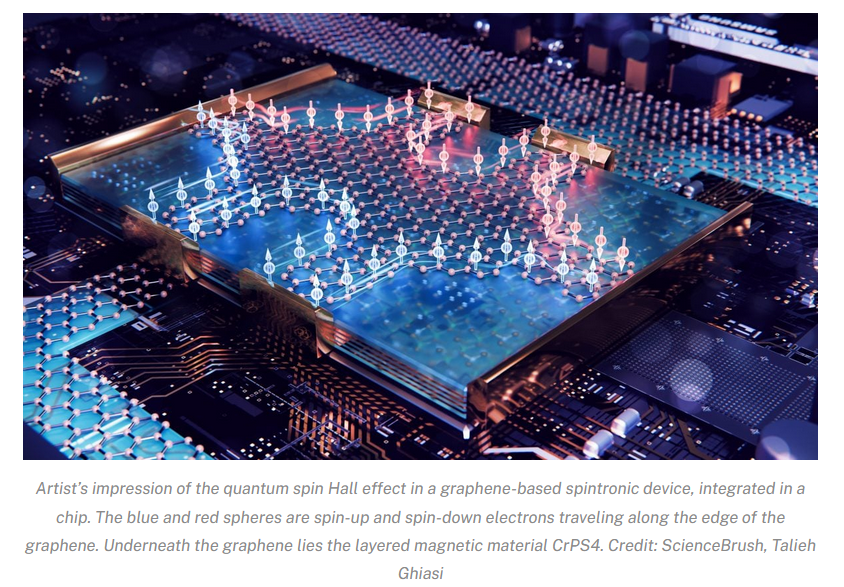 Artist's impression of the quantum spin Hall effect in a graphene-based spintronic device, integrated in a
chip. The blue and red spheres are spin-up and spin-down electrons traveling along the edge of the
graphene. Underneath the graphene lies the layered magnetic material CrPS4. Credit: ScienceBrush, Talieh
Ghiasi